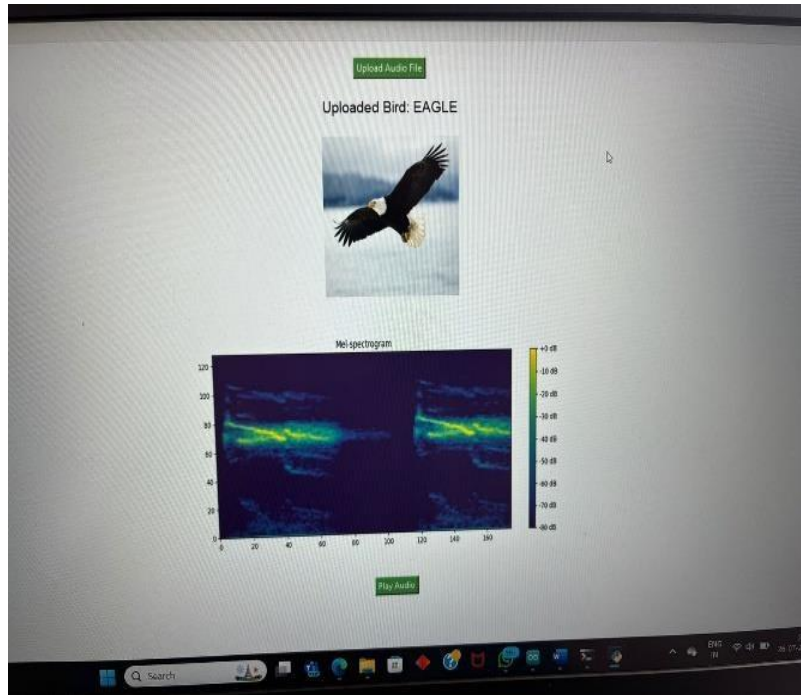 Upload Audio File
Uploaded Bird: EAGLE
Mel-spectrogram
120
100
80
60
40
20
0
0 20 40 60 80 100 120 140 160
+0 dB
-10 dB
-20 dB
-30 dB
-40 dB
-50 dB
-60 dB
-70 dB
-80 dB
Play Audio
Search
ENG
IN